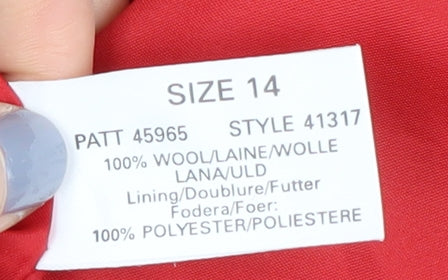 SIZE 14
PATT 45965 STYLE 41317
100% WOOL/LAINE/WOLLE
LANA/ULD
Lining/Doublure/Futter
Fodera/Foer:
100% POLYESTER/POLIESTERE